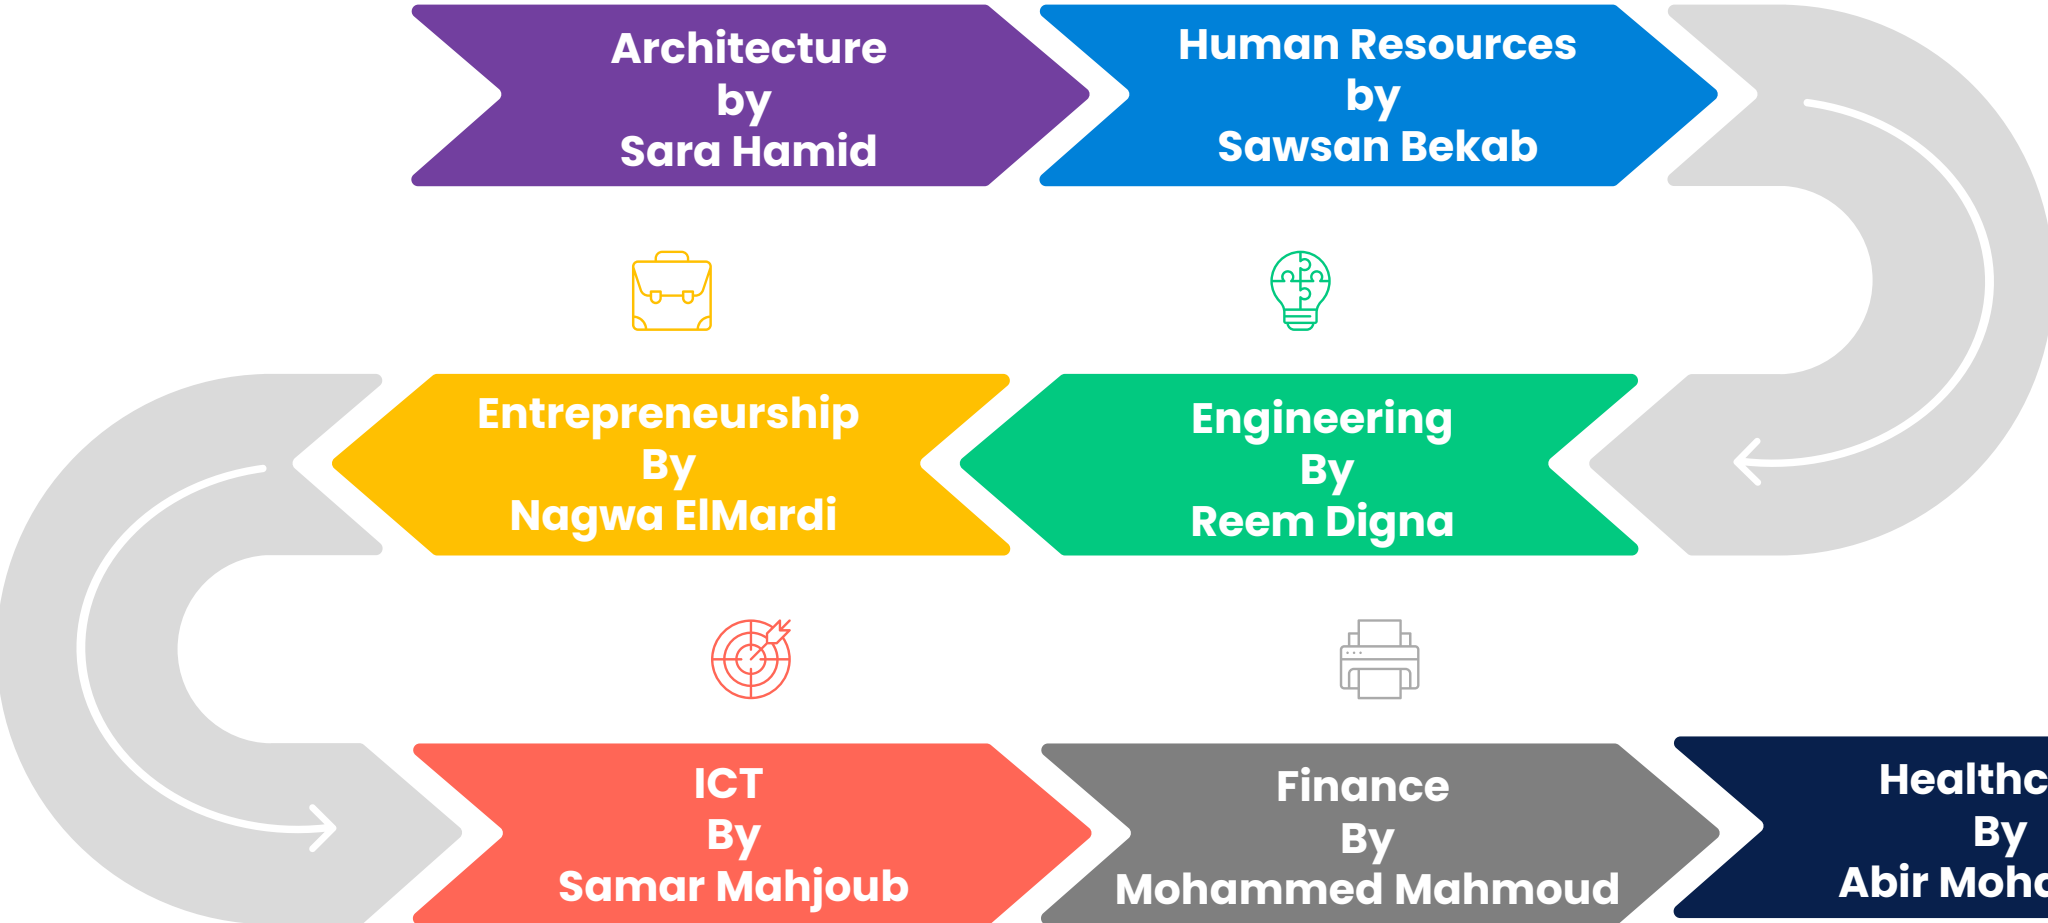 Architecture
by
Sara Hamid
Human Resources
by
Sawsan Bekab
Engineering
By
Reem Digna
Entrepreneurship
By
Nagwa ElMardi
ICT
By
Samar Mahjoub
Finance
By
Mohammed Mahmoud
By
Abir